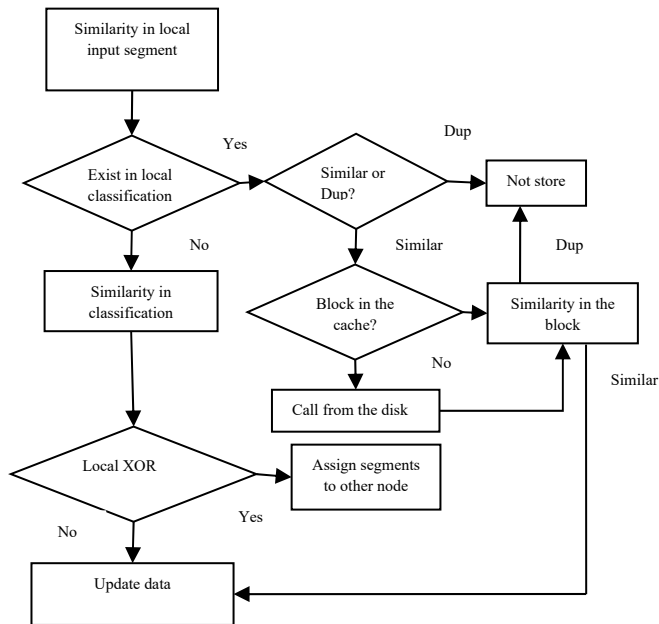 Similarity in local
input segment
Dup
Yes
Exist in local
classification
Similar or
Dup?
Not store
No
Similar
Dup
Similarity in
classification
Block in the
cache?
Similarity in the
block
No
Similar
Call from the disk
Local XOR
Assign segments
to other node
Yes
No
Update data